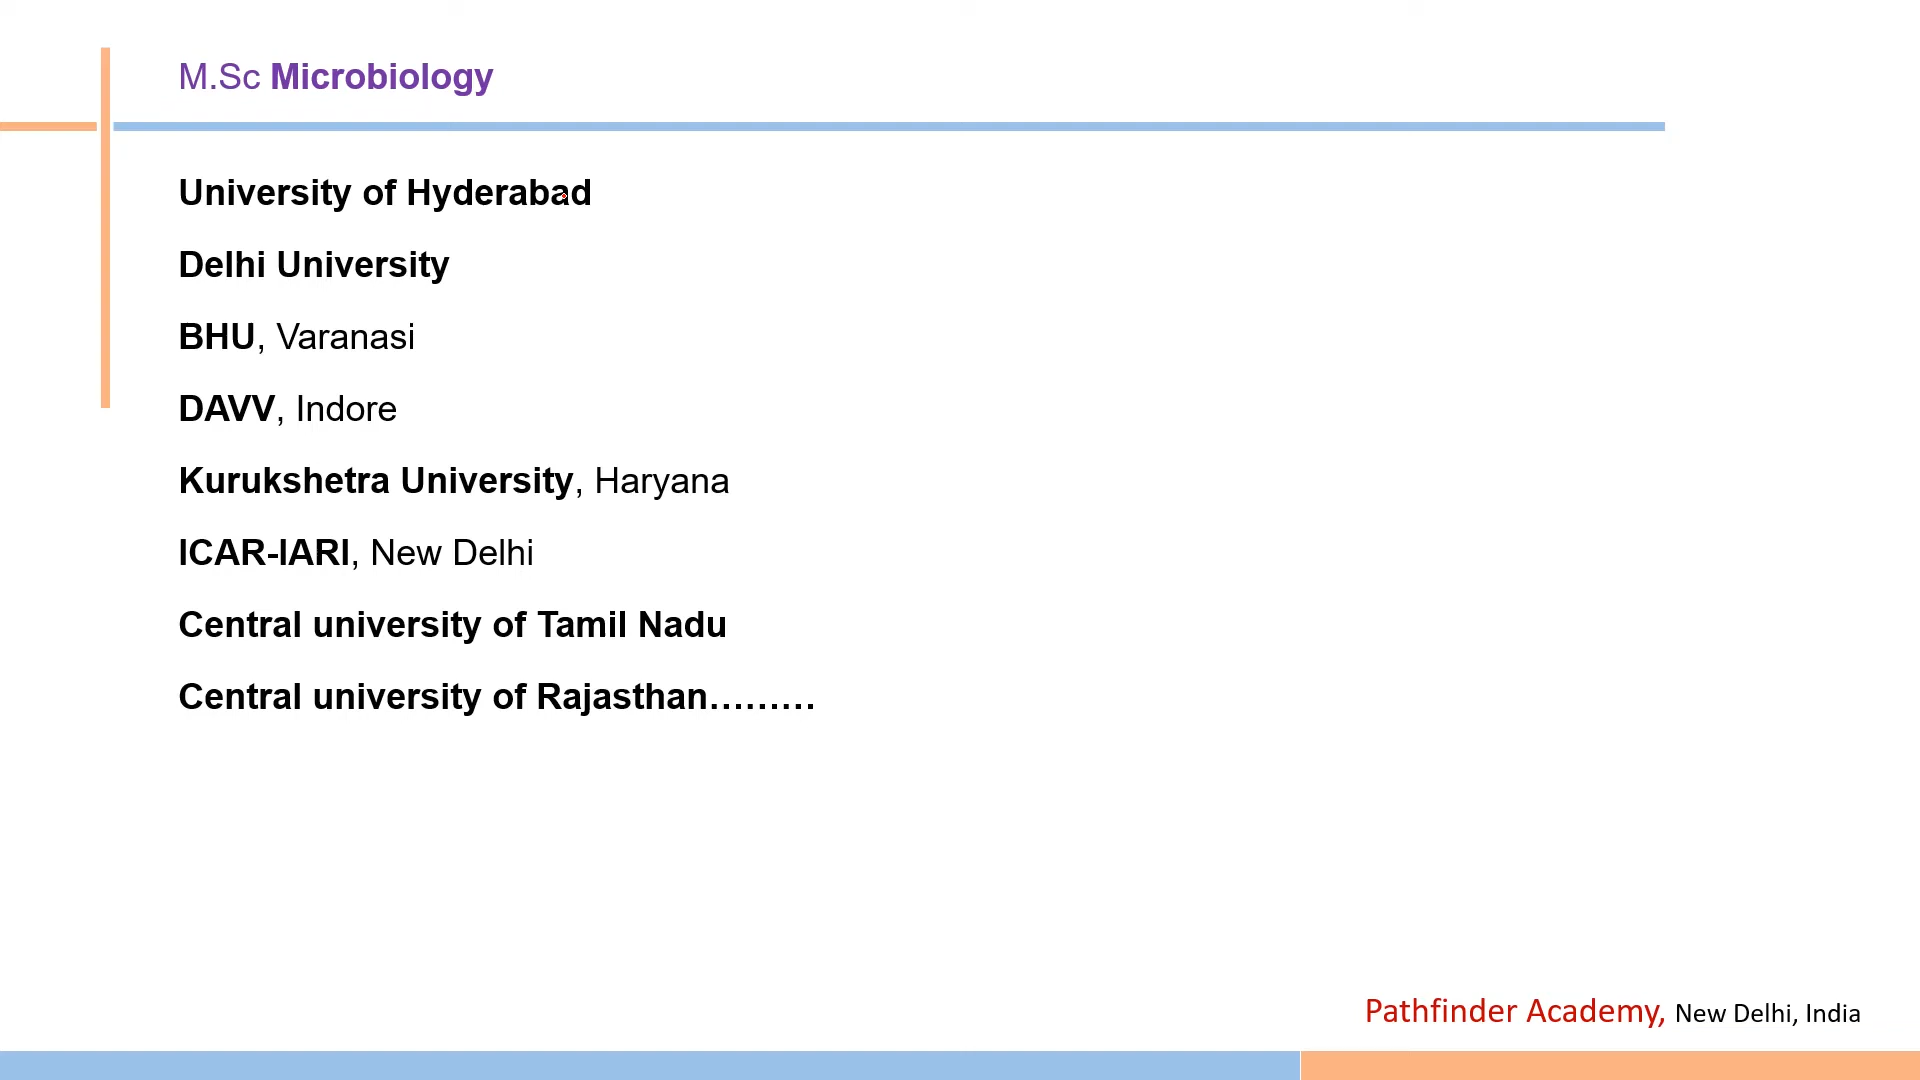 M.Sc Microbiology
University of Hyderabad
Delhi University
BHU, Varanasi
DAVV, Indore
Kurukshetra University, Haryana
ICAR-IARI, New Delhi
Central university of Tamil Nadu
Central university of Rajasthan………
Pathfinder Academy, New Delhi, India